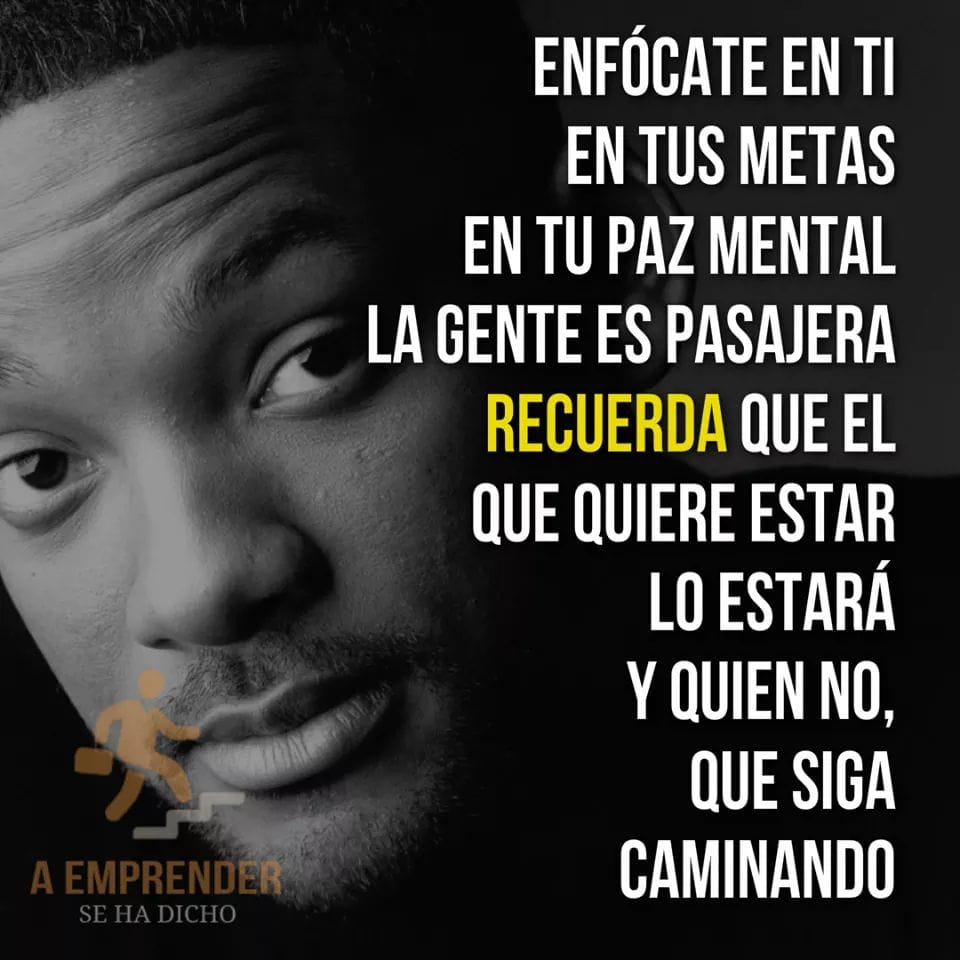 ENFÓCATE EN TI
EN TUS METAS
EN TU PAZ MENTAL
LA GENTE ES PASAJERA
RECUERDA QUE EL
QUE QUIERE ESTAR
LO ESTARÁ
Y QUIEN NO,
QUE SIGA
CAMINANDO
A EMPRENDER
SE HA DICHO